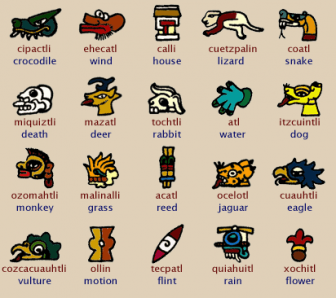 cipactli ehecatl calli cuetzpalin coatl
crocodile wind house lizard snake
miquiztli mazatl tochtli atl itzcuintli
death deer rabbit water dog
ozomahtli malinalli acatl ocelotl cuauhtli
monkey grass reed jaguar eagle
cozcacuauhtli ollin tecpatl quiahuitl xochitl
vulture motion flint rain flower